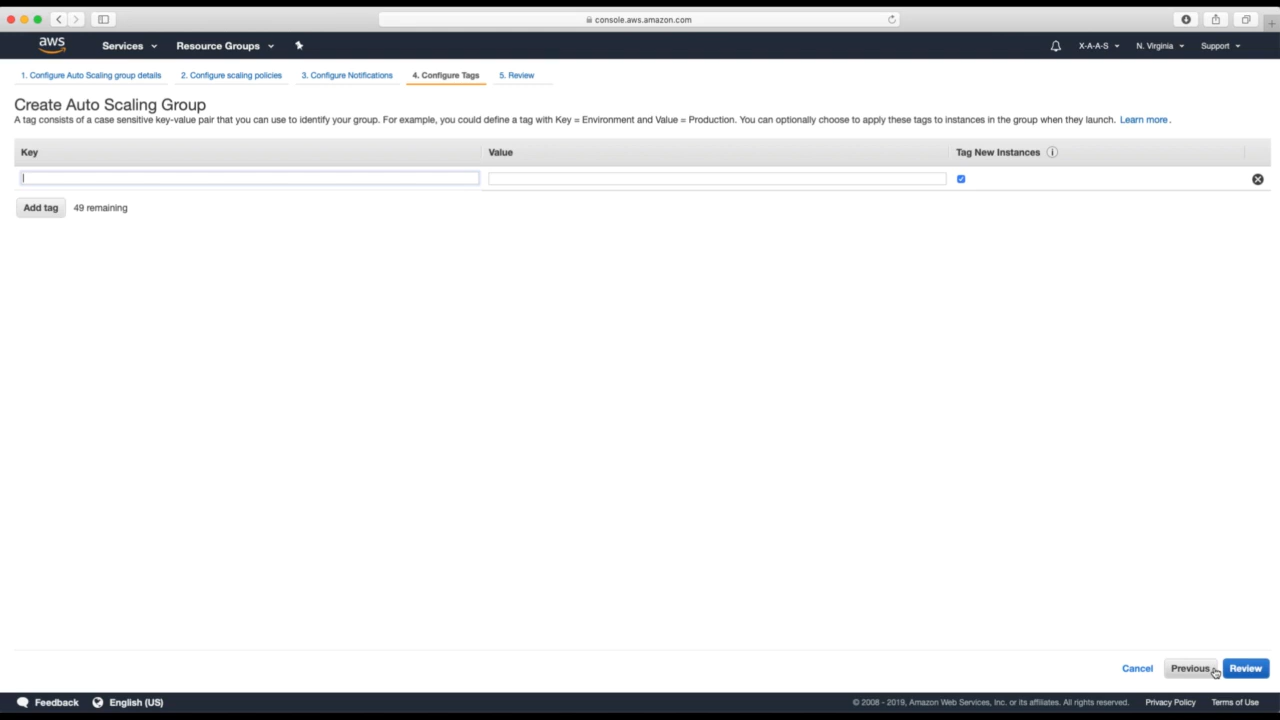 console.aws.amazon.com
aws Services Resource Groups X-A-A-S N. Virginia Support
1. Configure Auto Scaling group details 2. Configure scaling policies 3. Configure Notifications 4. Configure Tags 5. Review
Create Auto Scaling Group
A tag consists of a case sensitive key-value pair that you can use to identify your group. For example, you could define a tag with Key = Environment and Value = Production. You can optionally choose to apply these tags to instances in the group when they launch. Learn more.
Key Value Tag New Instances
Add tag 49 remaining
Cancel Previous Review
Feedback English (US) © 2008 - 2019, Amazon Web Services, Inc. or its affiliates. All rights reserved. Privacy Policy Terms of Use